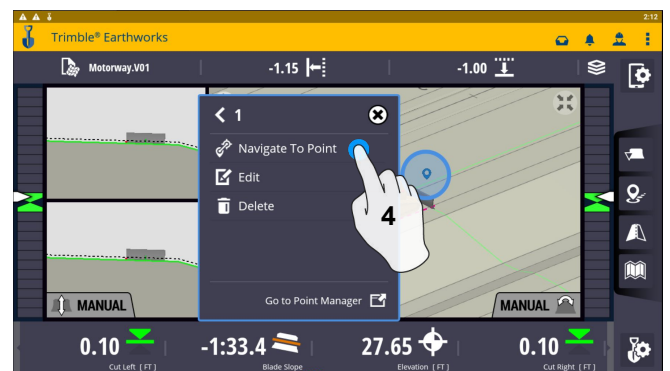 2:12
Trimble® Earthworks
Motorway.V01
-1.15
-1.00
1
Navigate To Point
Edit
Delete
4
Go to Point Manager
MANUAL
MANUAL
0.10
-1:33.4
27.65
0.10
Cut Left [ FT ]
Blade Slope
Elevation [ FT ]
Cut Right [ FT ]